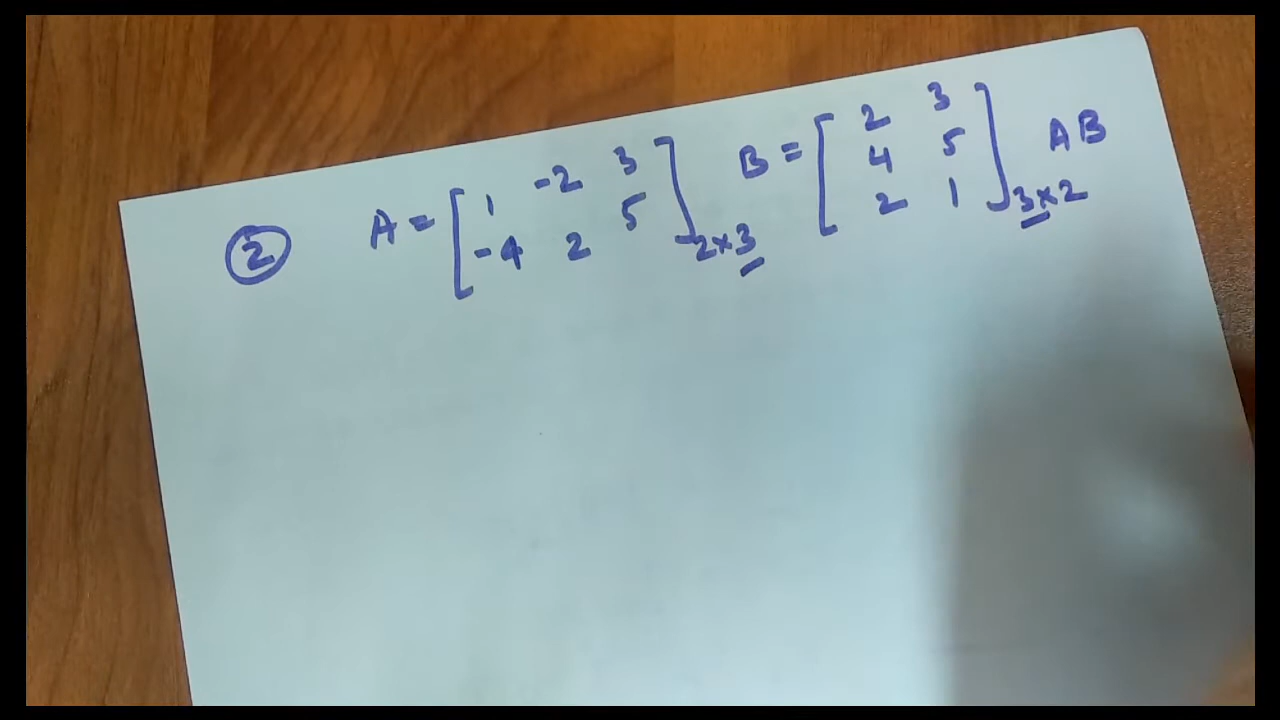 ② A = [ 1 -2 3 ] B = [ 2 3 ] AB
[ -4 2 5 ]2×3 [ 4 5 ]
[ 2 1 ]3×2